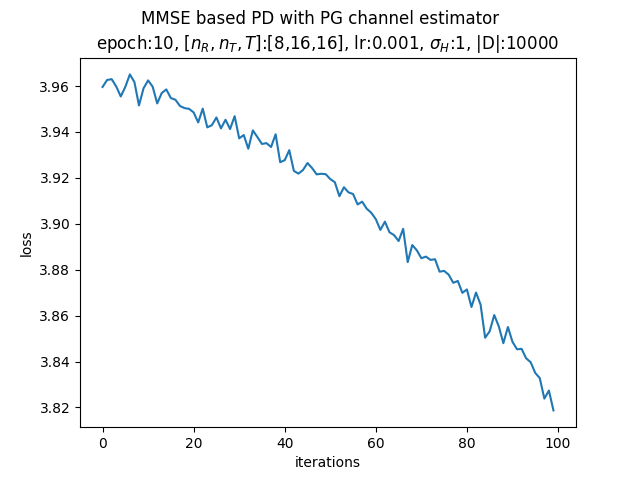 MMSE based PD with PG channel estimator
epoch:10, [n_R, n_T, T]:[8,16,16], lr:0.001, σ_H:1, |D|:10000
3.96
3.94
3.92
3.90
3.88
3.86
3.84
3.82
loss
0 20 40 60 80 100
iterations